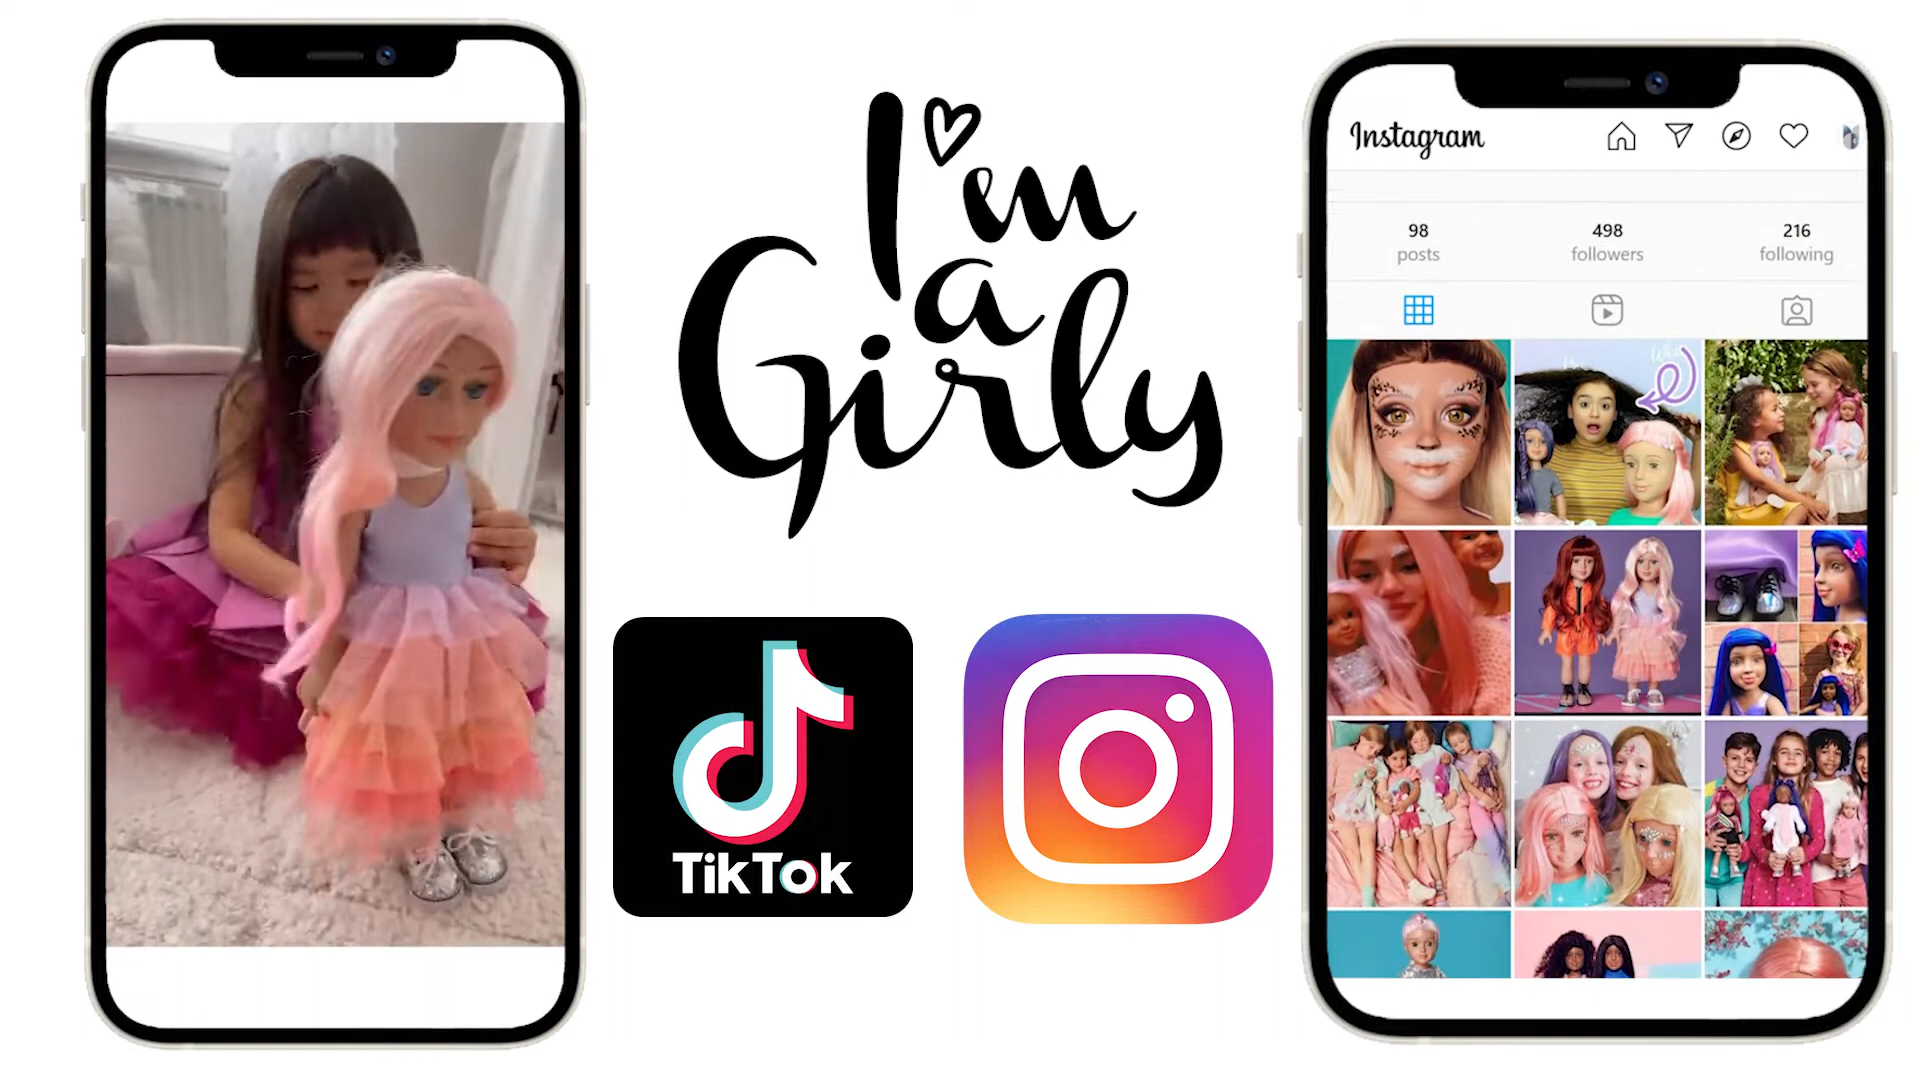 I'm
a
Girly
TikTok
Instagram
98
posts
498
followers
216
following